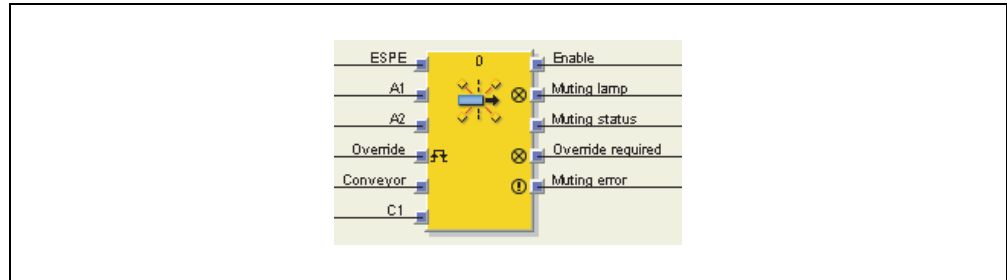 0
ESPE
Enable
A1
Muting lamp
A2
Muting status
Override
Override required
Conveyor
Muting error
C1